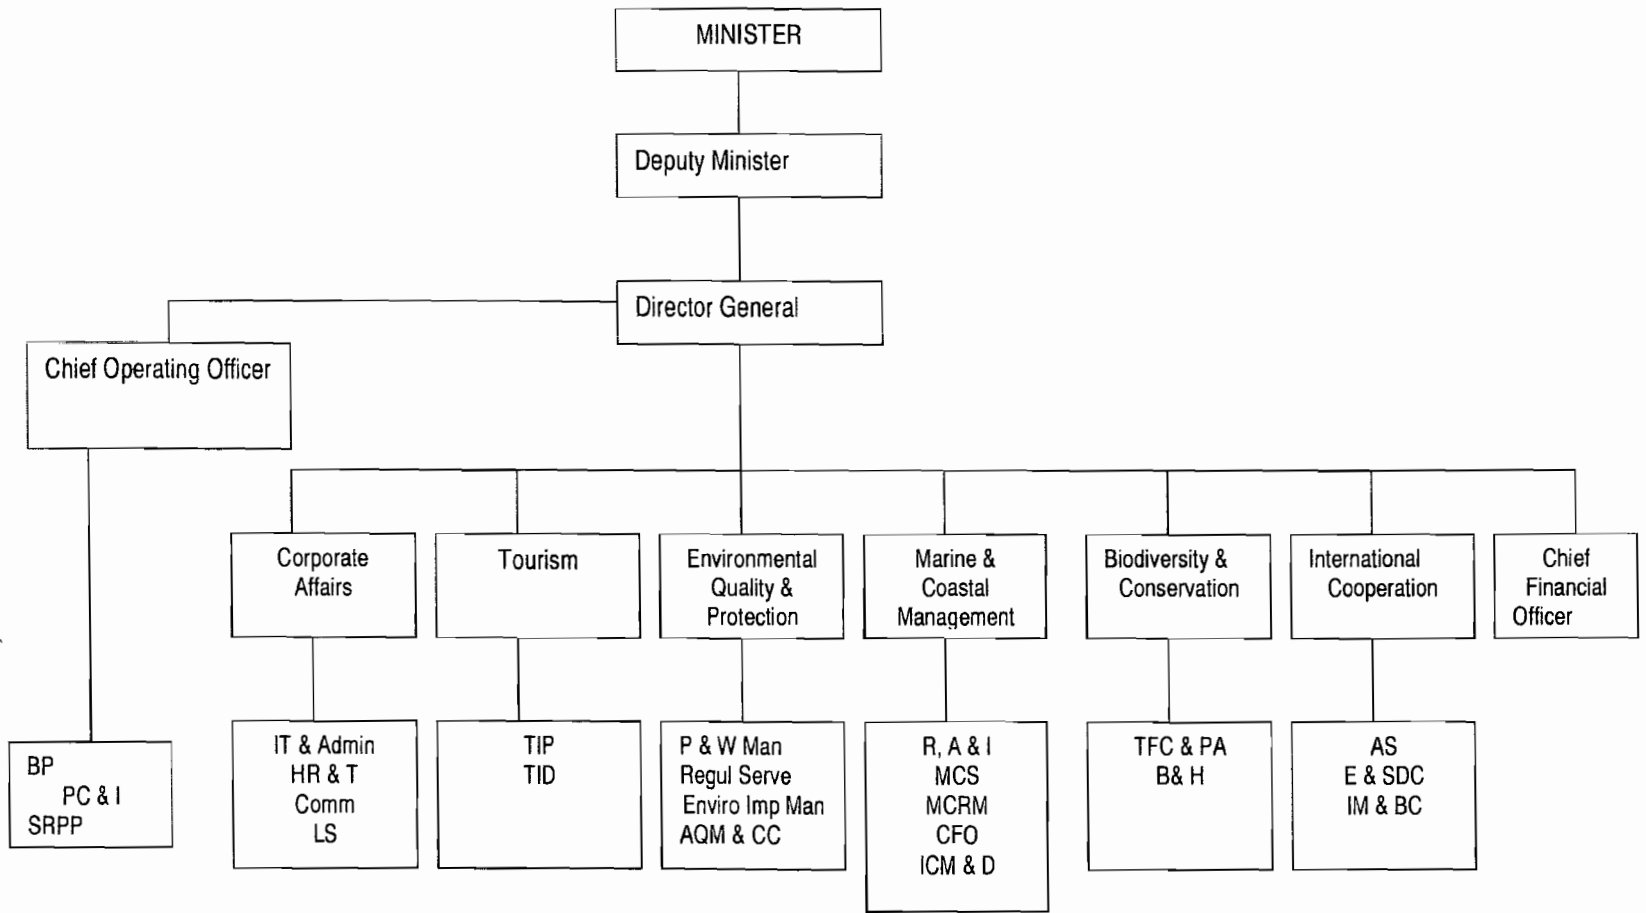 MINISTER
Deputy Minister
Director General
Chief Operating Officer
Corporate
Affairs
Tourism
Environmental
Quality &
Protection
Marine &
Coastal
Management
Biodiversity &
Conservation
International
Cooperation
Chief
Financial
Officer
BP
PC & I
SRPP
IT & Admin
HR & T
Comm
LS
TIP
TID
P & W Man
Regul Serve
Enviro Imp Man
AQM & CC
R, A & I
MCS
MCRM
CFO
ICM & D
TFC & PA
B& H
AS
E & SDC
IM & BC